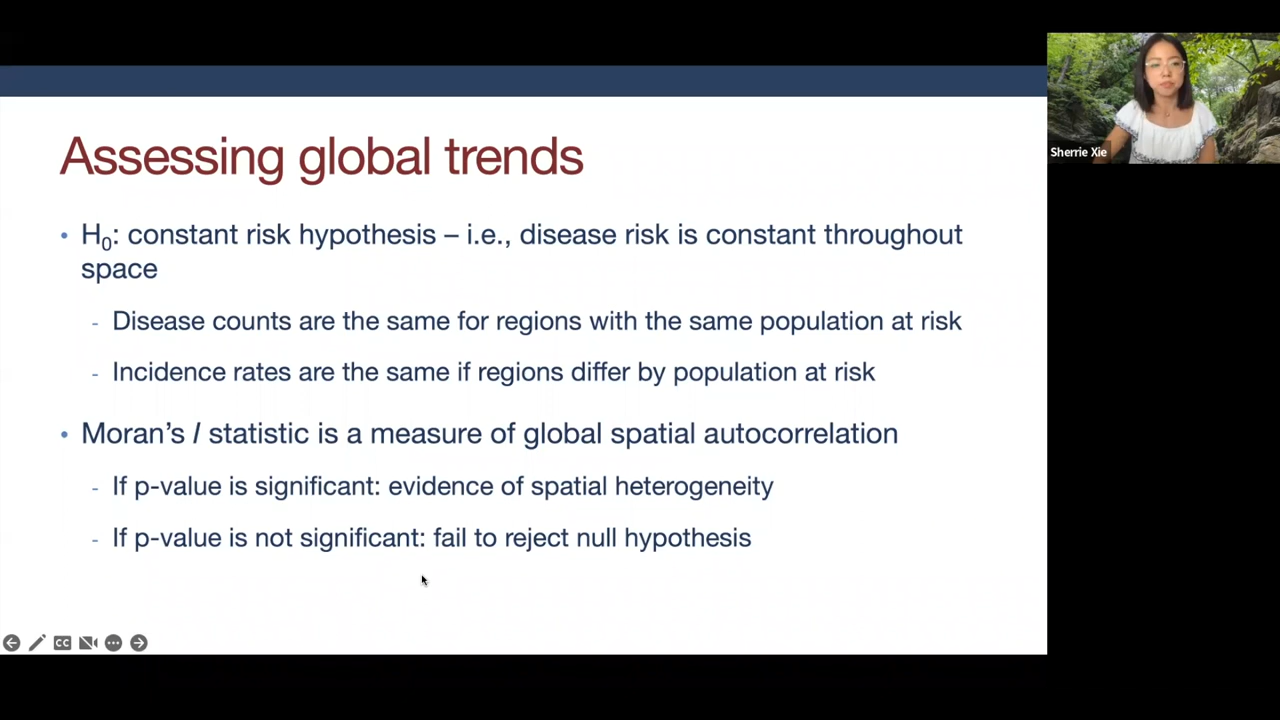 Assessing global trends
• H0: constant risk hypothesis – i.e., disease risk is constant throughout
space
- Disease counts are the same for regions with the same population at risk
- Incidence rates are the same if regions differ by population at risk
• Moran’s I statistic is a measure of global spatial autocorrelation
- If p-value is significant: evidence of spatial heterogeneity
- If p-value is not significant: fail to reject null hypothesis
CC
Sherrie Xie